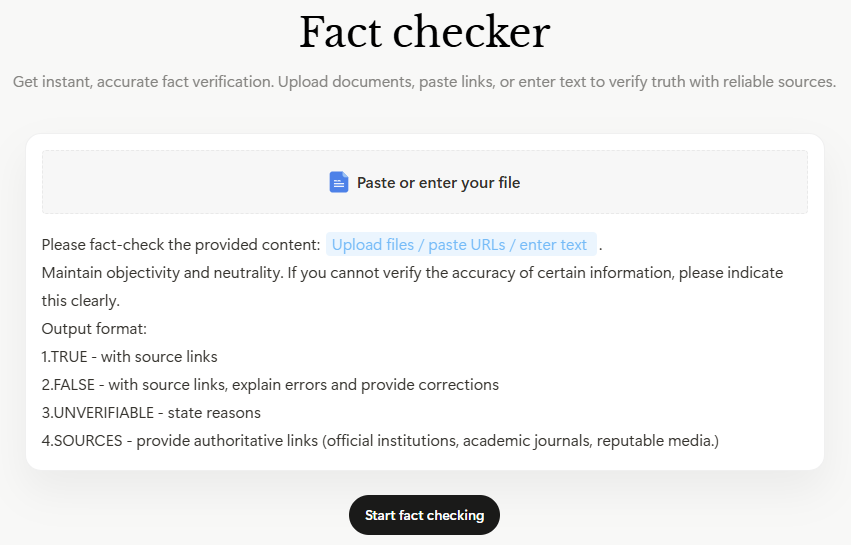 Fact checker
Get instant, accurate fact verification. Upload documents, paste links, or enter text to verify truth with reliable sources.
Paste or enter your file
Please fact-check the provided content: Upload files / paste URLs / enter text .
Maintain objectivity and neutrality. If you cannot verify the accuracy of certain information, please indicate
this clearly.
Output format:
1.TRUE - with source links
2.FALSE - with source links, explain errors and provide corrections
3.UNVERIFIABLE - state reasons
4.SOURCES - provide authoritative links (official institutions, academic journals, reputable media.)
Start fact checking